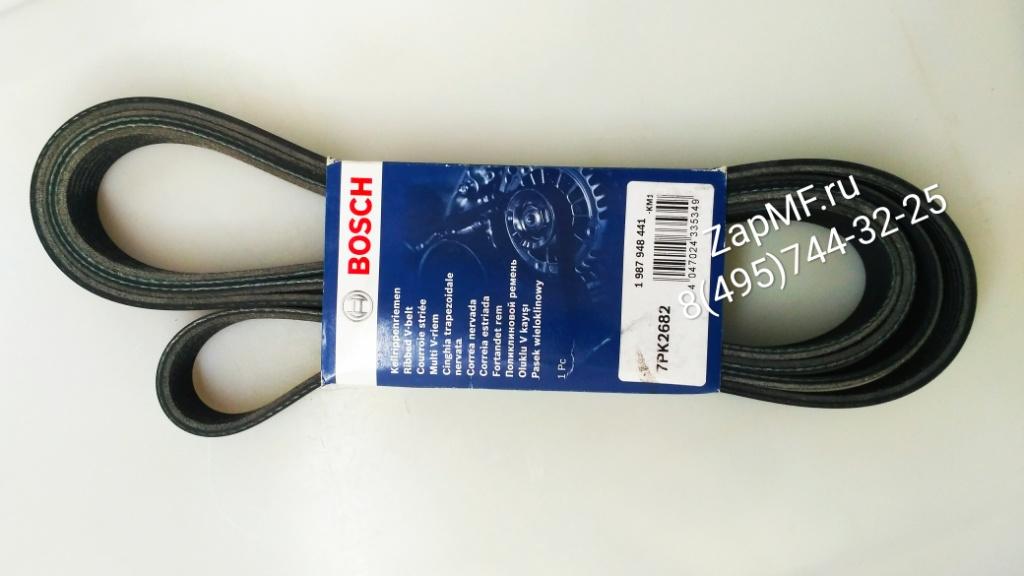 BOSCH
Keilrippenriemen
Ribbed V-belt
Courroie striée
Multi V-riem
Cinghia trapezoidale
nervata
Correa nervada
Correia estriada
Fortandet rem
Поликлиновой ремень
Oluklu V kayışı
Pasek wieloklinowy
1 Pc
1 987 948 441
-KM1
4 047024 335349
7PK2682
ZapMF.ru
8(495)744-32-25